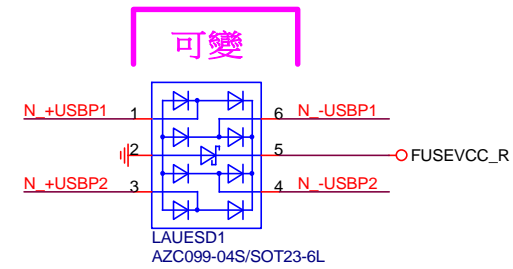 可變
N_+USBP1 1 6 N_-USBP1
2 5 FUSEVCC_R
N_+USBP2 3 4 N_-USBP2
LAUESD1
AZC099-04S/SOT23-6L